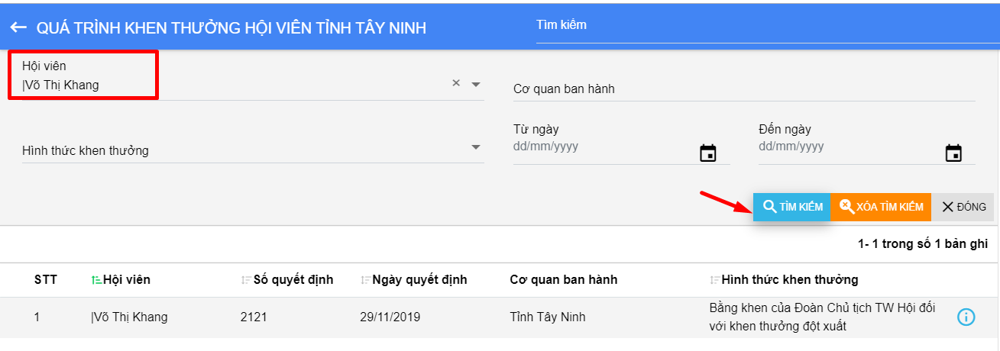 QUÁ TRÌNH KHEN THƯỞNG HỘI VIÊN TỈNH TÂY NINH
Tìm kiếm
Hội viên
|Võ Thị Khang
Cơ quan ban hành
Hình thức khen thưởng
Từ ngày
dd/mm/yyyy
Đến ngày
dd/mm/yyyy
TÌM KIẾM
XÓA TÌM KIẾM
ĐÓNG
1- 1 trong số 1 bản ghi
STT Hội viên Số quyết định Ngày quyết định Cơ quan ban hành Hình thức khen thưởng
1 |Võ Thị Khang 2121 29/11/2019 Tỉnh Tây Ninh Bằng khen của Đoàn Chủ tịch TW Hội đối
với khen thưởng đột xuất